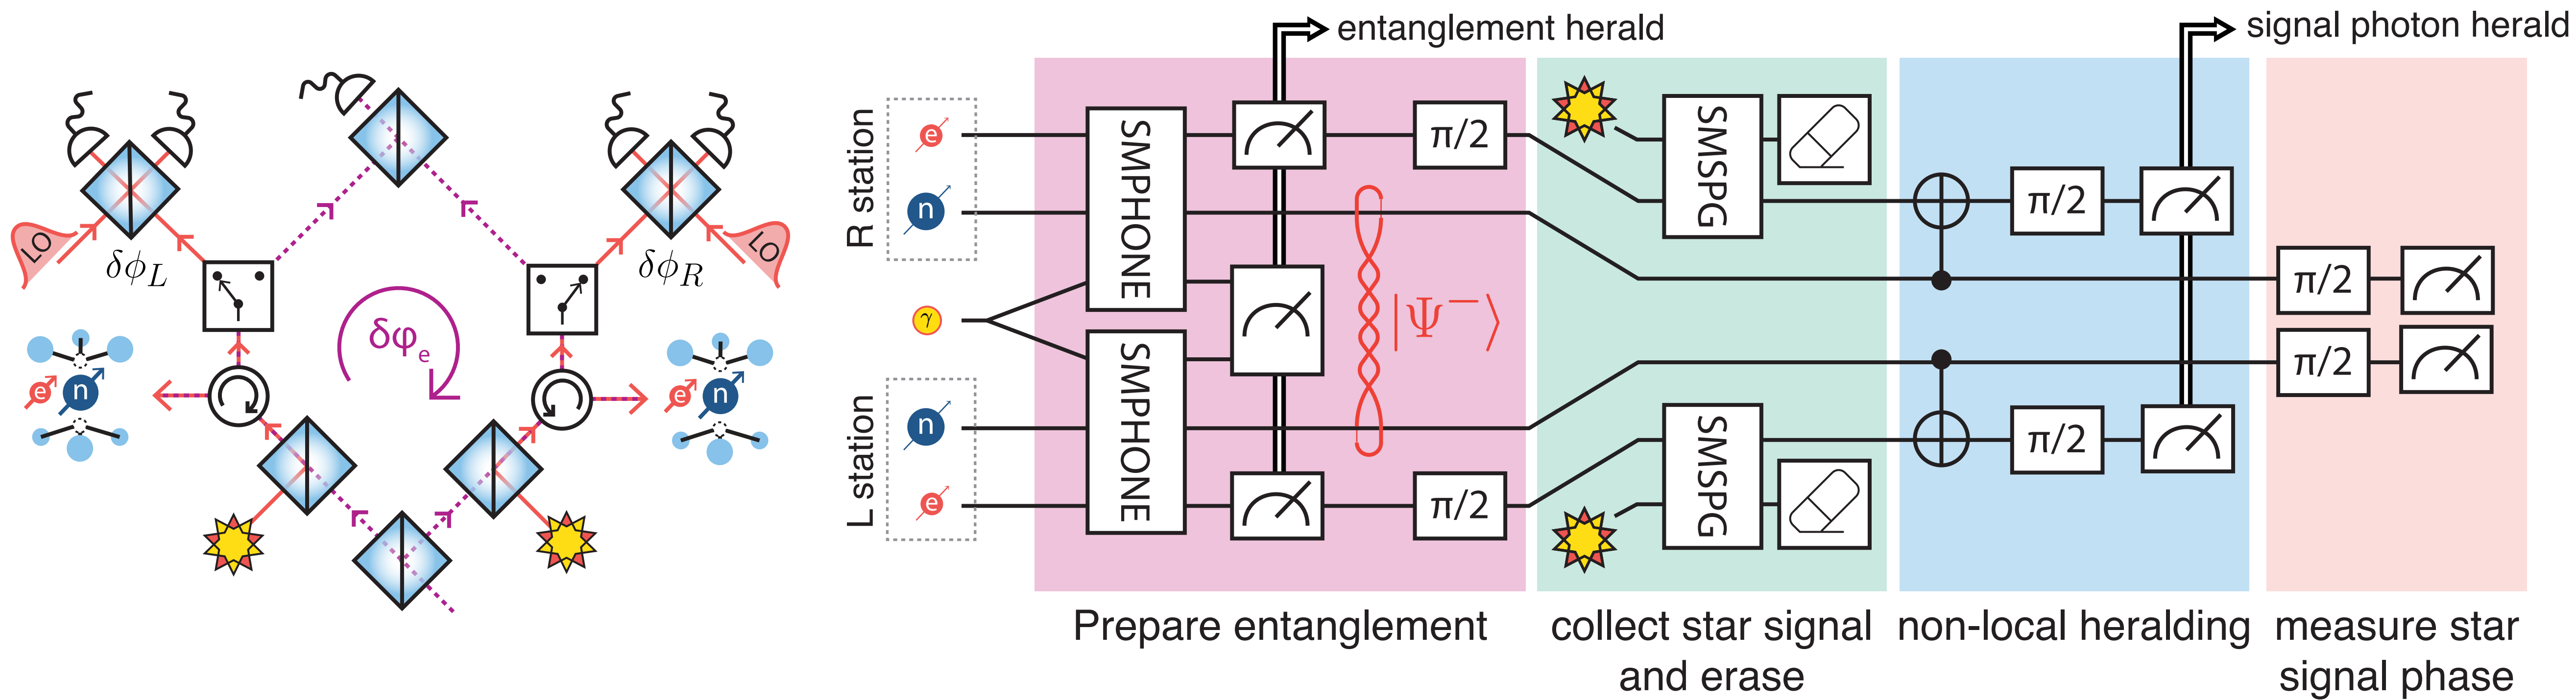 LO
δϕL
δϕR
LO
δφe
e
n
e
n
R station
e
n
γ
L station
n
e
SMPHONE
SMPHONE
entanglement herald
π/2
|Ψ−⟩
π/2
Prepare entanglement
SMSPG
SMSPG
collect star signal
and erase
signal photon herald
π/2
π/2
non-local heralding
π/2
π/2
measure star
signal phase